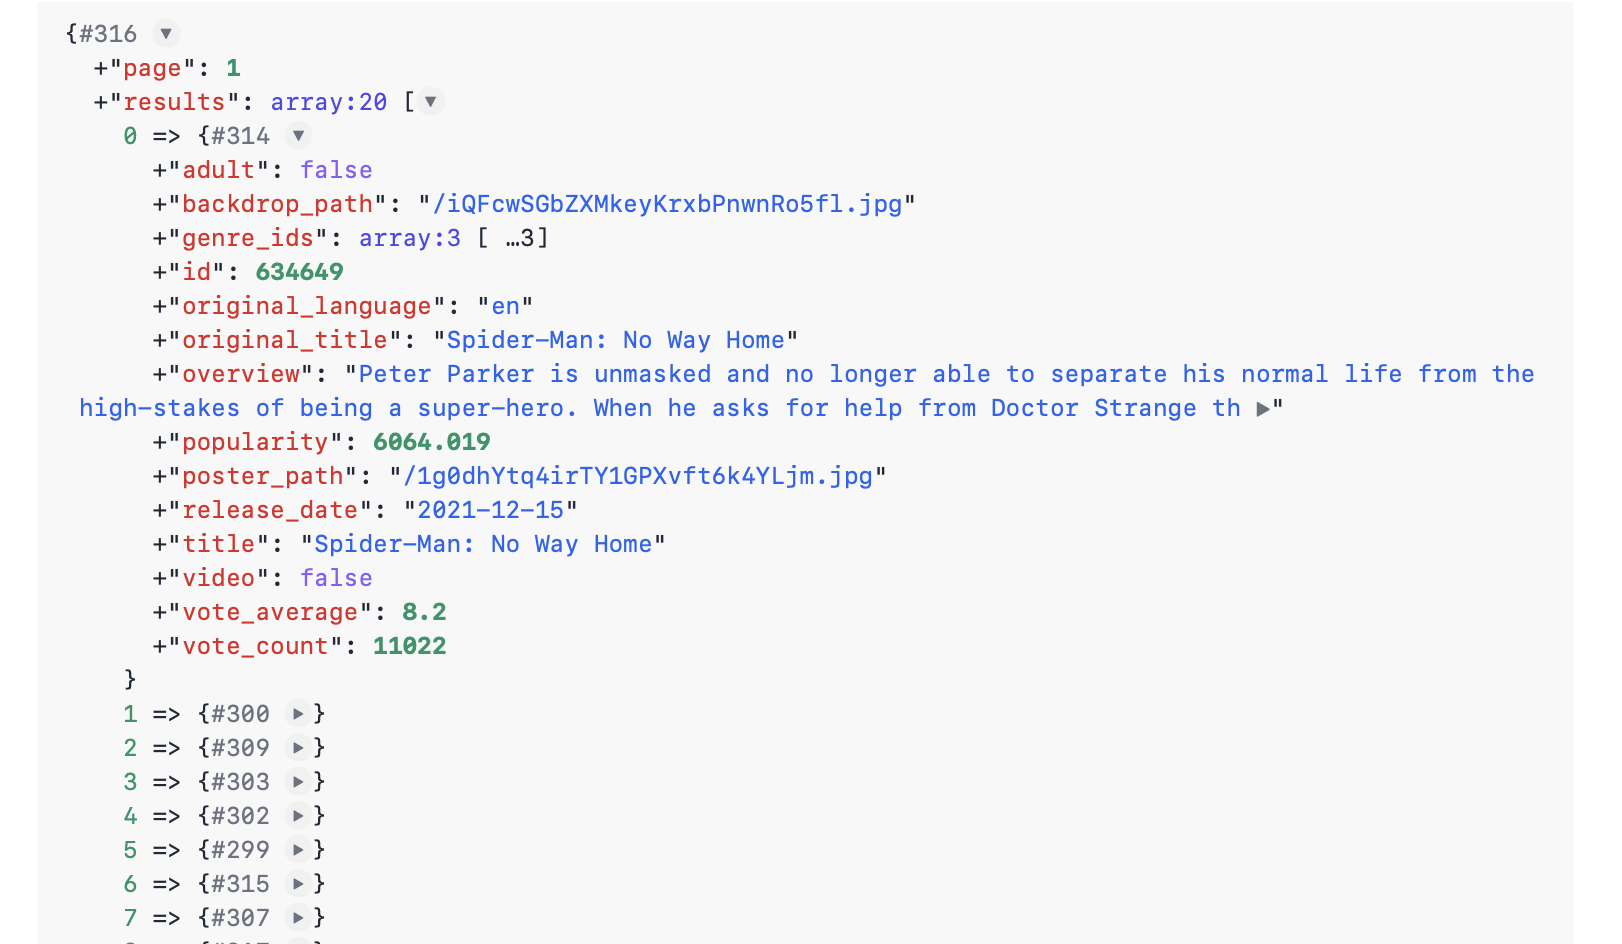 {#316 ▼
+"page": 1
+"results": array:20 [▼
0 => {#314 ▼
+"adult": false
+"backdrop_path": "/iQFcwSGbZXMkeyKrxbPnwnRo5fl.jpg"
+"genre_ids": array:3 [ …3]
+"id": 634649
+"original_language": "en"
+"original_title": "Spider-Man: No Way Home"
+"overview": "Peter Parker is unmasked and no longer able to separate his normal life from the
high-stakes of being a super-hero. When he asks for help from Doctor Strange th ▶"
+"popularity": 6064.019
+"poster_path": "/1g0dhYtq4irTY1GPXvft6k4YLjm.jpg"
+"release_date": "2021-12-15"
+"title": "Spider-Man: No Way Home"
+"video": false
+"vote_average": 8.2
+"vote_count": 11022
}
1 => {#300 ▶}
2 => {#309 ▶}
3 => {#303 ▶}
4 => {#302 ▶}
5 => {#299 ▶}
6 => {#315 ▶}
7 => {#307 ▶}